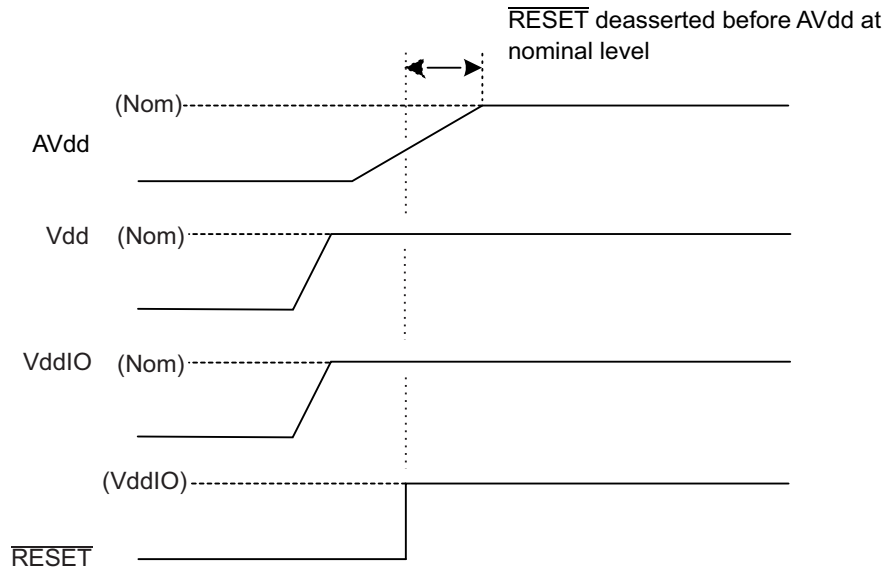 RESET deasserted before AVdd at
nominal level
(Nom)
AVdd
Vdd (Nom)
VddIO (Nom)
(VddIO)
RESET